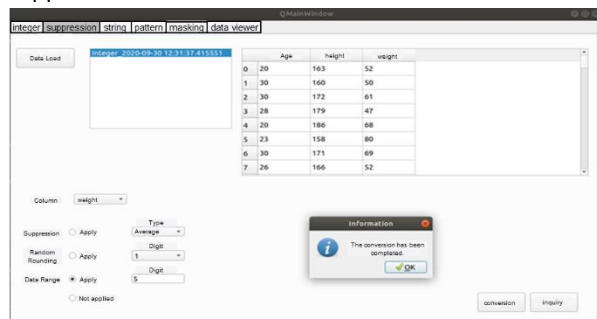 QMainWindow
integer suppression string pattern masking data viewer
Data Load
Integer_2020-09-30 12:31:37.415551
Age height weight
0 20 163 52
1 30 160 50
2 30 172 61
3 28 179 47
4 20 186 68
5 23 158 80
6 30 171 69
7 26 166 52
Column weight
Type
Suppression Apply Average
Digit
Random Rounding Apply 1
Digit
Data Range Apply 5
Not applied
Information
The conversion has been
completed.
OK
conversion inquiry